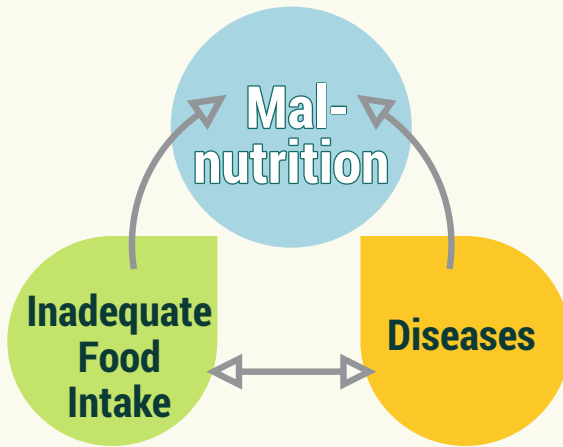 Mal-
nutrition
Inadequate
Food
Intake
Diseases